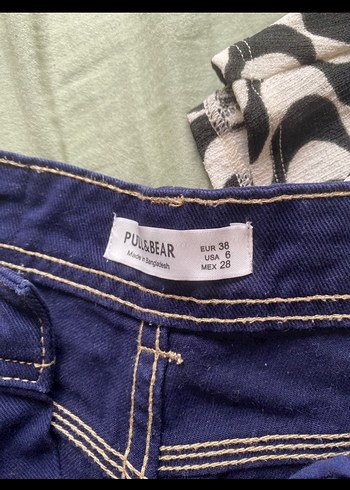 PULL&BEAR
Made in Bangladesh
EUR 38
USA 6
MEX 28